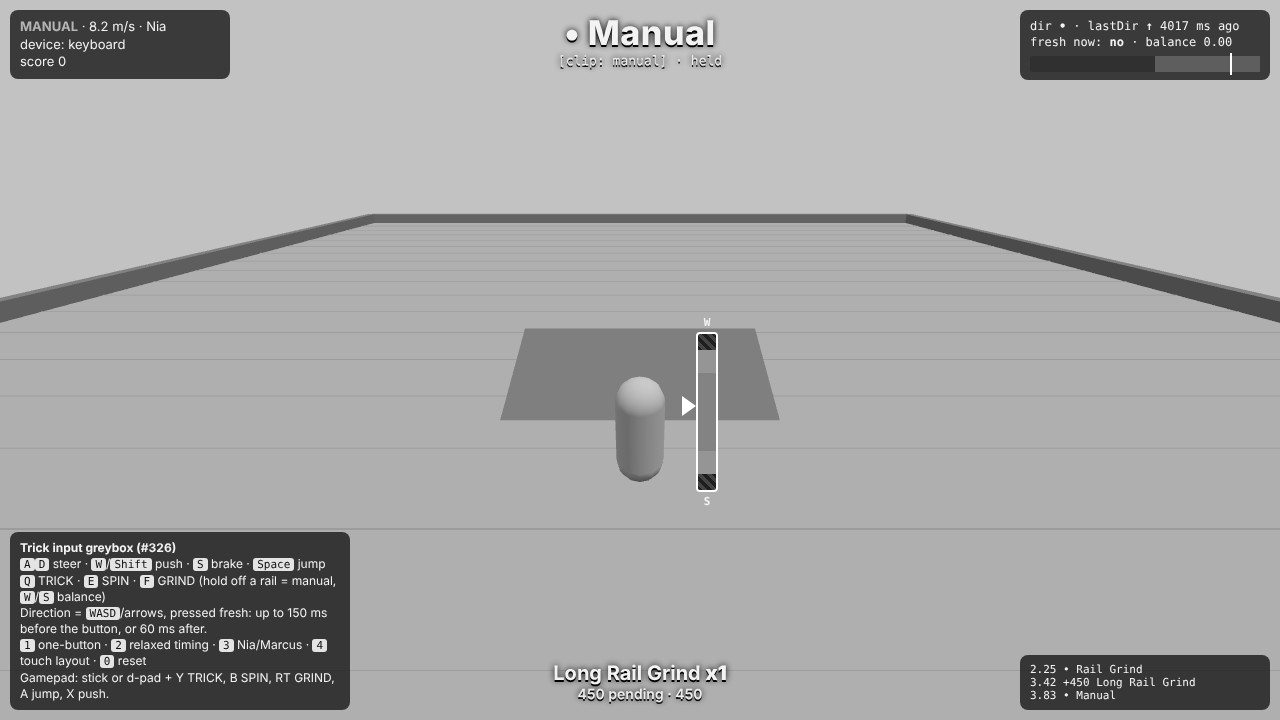 MANUAL · 8.2 m/s · Nia
device: keyboard
score 0
• Manual
[clip: manual] · held
dir • · lastDir ↑ 4017 ms ago
fresh now: no · balance 0.00
W
S
Trick input greybox (#326)
A D steer · W/Shift push · S brake · Space jump
Q TRICK · E SPIN · F GRIND (hold off a rail = manual,
W/S balance)
Direction = WASD/arrows, pressed fresh: up to 150 ms
before the button, or 60 ms after.
1 one-button · 2 relaxed timing · 3 Nia/Marcus · 4
touch layout · 0 reset
Gamepad: stick or d-pad + Y TRICK, B SPIN, RT GRIND,
A jump, X push.
Long Rail Grind x1
450 pending · 450
2.25 • Rail Grind
3.42 +450 Long Rail Grind
3.83 • Manual